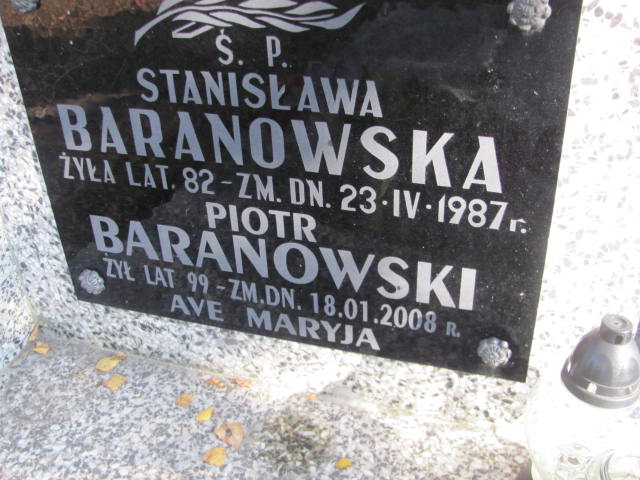 Ś. P.
STANISŁAWA
BARANOWSKA
ŻYŁA LAT. 82 - ZM. DN. 23·IV·1987r.
PIOTR
BARANOWSKI
ŻYŁ LAT 99 - ZM.DN. 18.01.2008 R.
AVE MARYJA